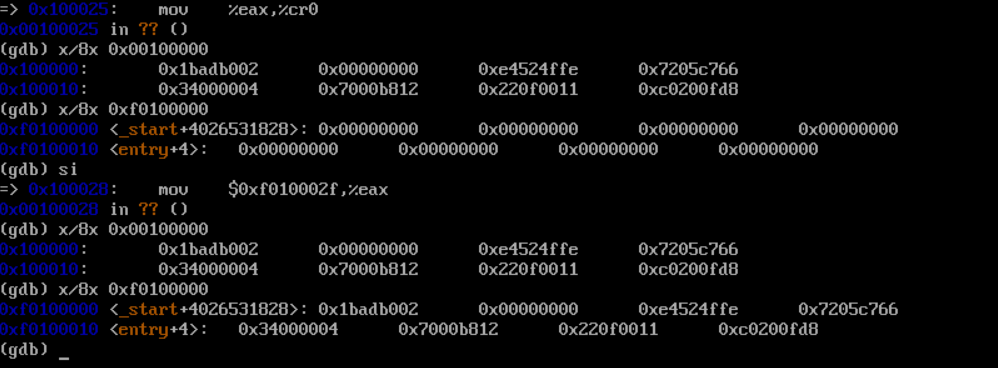 => 0x100025:    mov    %eax,%cr0
0x00100025 in ?? ()
(gdb) x/8x 0x00100000
0x100000:       0x1badb002      0x00000000      0xe4524ffe      0x7205c766
0x100010:       0x34000004      0x7000b812      0x220f0011      0xc0200fd8
(gdb) x/8x 0xf0100000
0xf0100000 <_start+4026531828>: 0x00000000      0x00000000      0x00000000      0x00000000
0xf0100010 <entry+4>:   0x00000000      0x00000000      0x00000000      0x00000000
(gdb) si
=> 0x100028:    mov    $0xf010002f,%eax
0x00100028 in ?? ()
(gdb) x/8x 0x00100000
0x100000:       0x1badb002      0x00000000      0xe4524ffe      0x7205c766
0x100010:       0x34000004      0x7000b812      0x220f0011      0xc0200fd8
(gdb) x/8x 0xf0100000
0xf0100000 <_start+4026531828>: 0x1badb002      0x00000000      0xe4524ffe      0x7205c766
0xf0100010 <entry+4>:   0x34000004      0x7000b812      0x220f0011      0xc0200fd8
(gdb) _